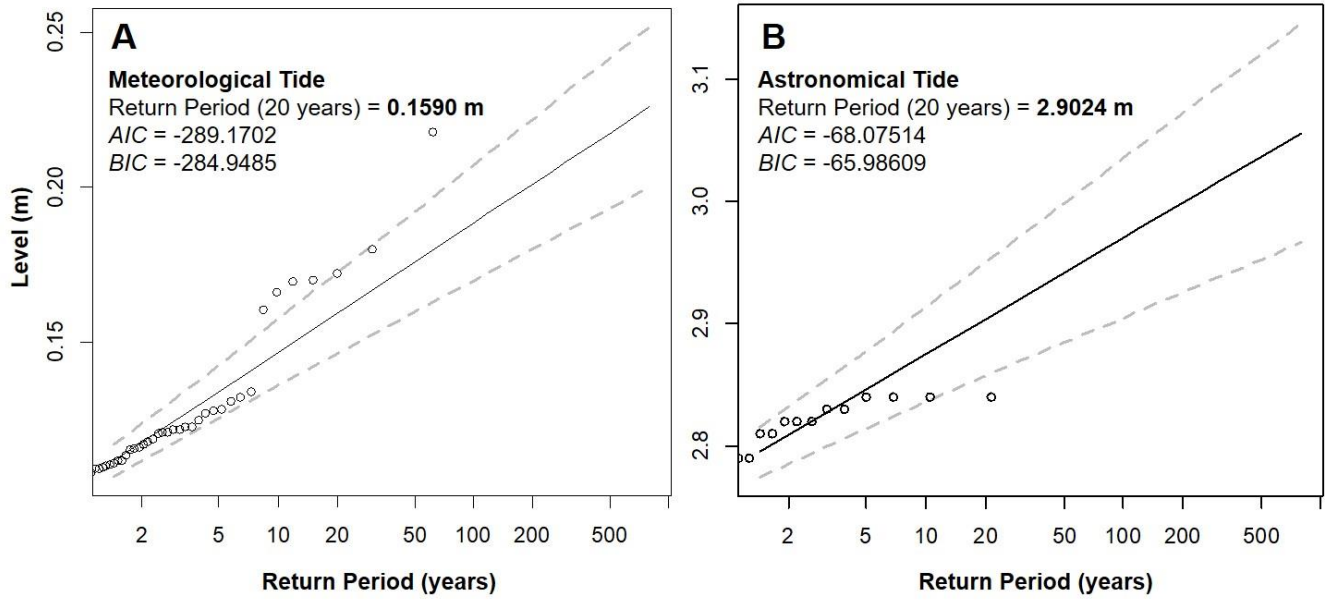 A
Meteorological Tide
Return Period (20 years) = 0.1590 m
AIC = -289.1702
BIC = -284.9485
Level (m)
0.25
0.20
0.15
2 5 10 20 50 100 200 500
Return Period (years)
B
Astronomical Tide
Return Period (20 years) = 2.9024 m
AIC = -68.07514
BIC = -65.98609
3.1
3.0
2.9
2.8
2 5 10 20 50 100 200 500
Return Period (years)